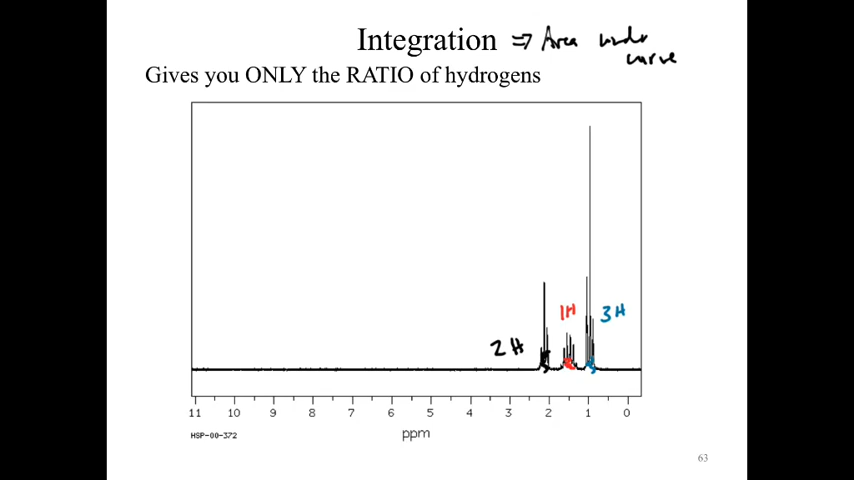 Integration ⇒ Area under
curve
Gives you ONLY the RATIO of hydrogens
1H
3H
2H
11 10 9 8 7 6 5 4 3 2 1 0
HSP-00-372
ppm
63